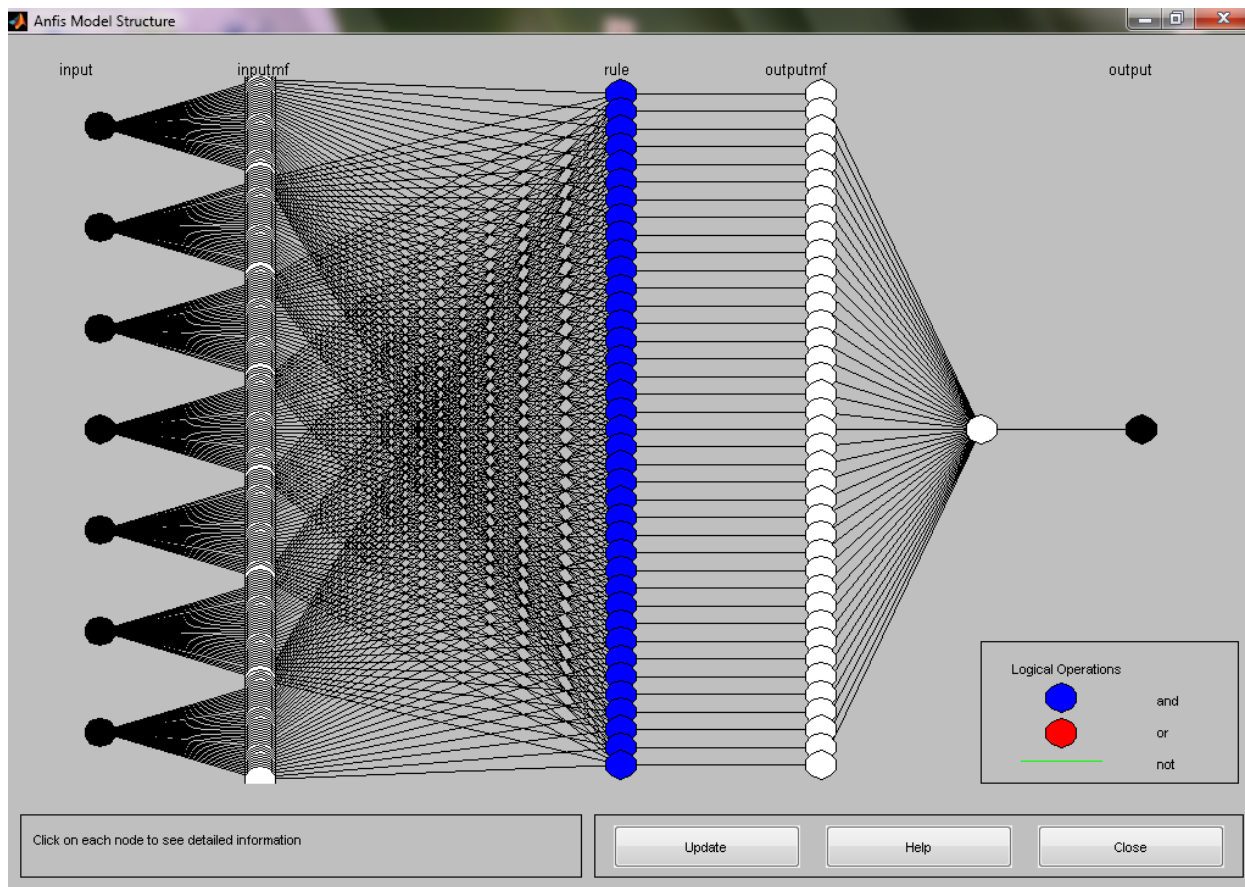 Anfis Model Structure
input inputmf rule outputmf output
Logical Operations
and
or
not
Click on each node to see detailed information
Update Help Close